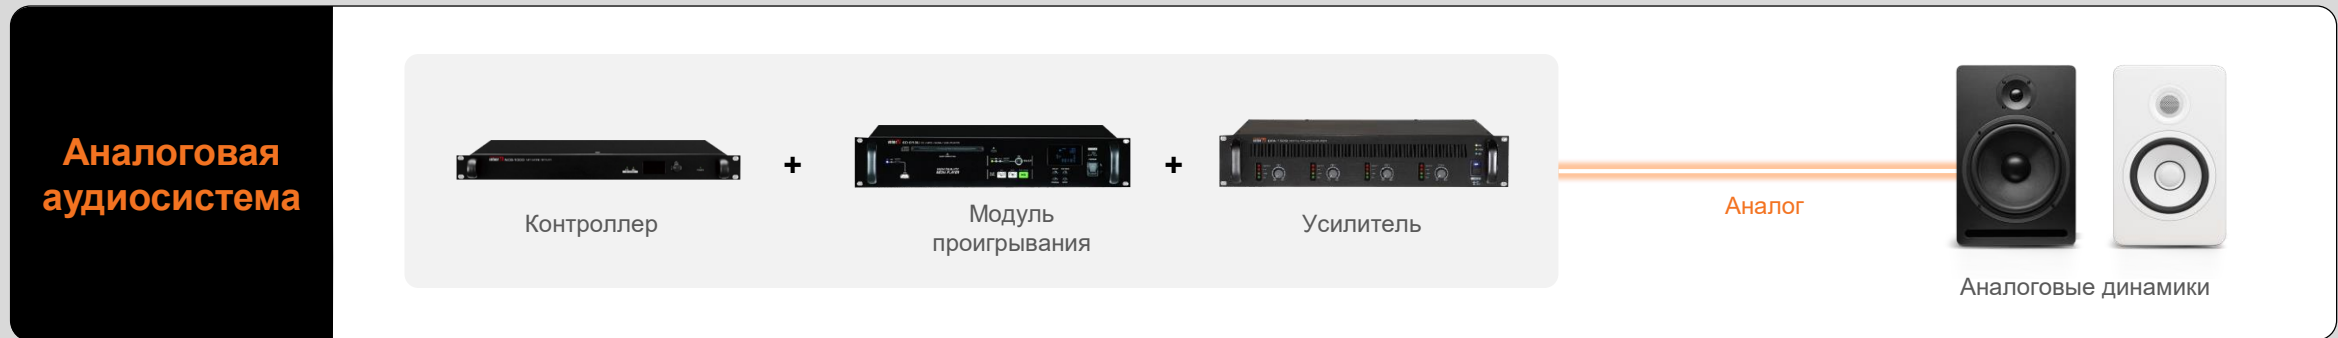 Аналоговая
аудиосистема
+
+
Контроллер
Модуль
проигрывания
Усилитель
Аналог
Аналоговые динамики